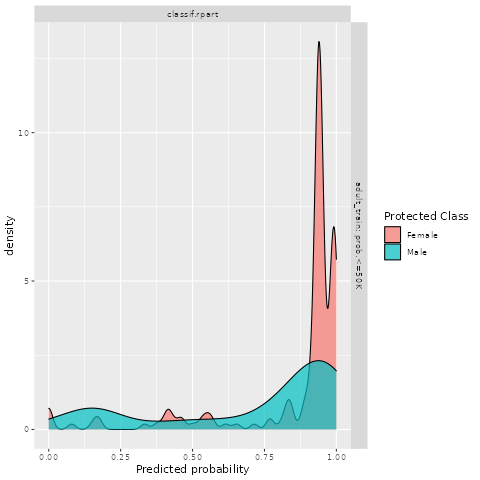 classif.rpart
density
10
5
0
0.00 0.25 0.50 0.75 1.00
Predicted probability
adult_train: prob.<=50K
Protected Class
Female
Male